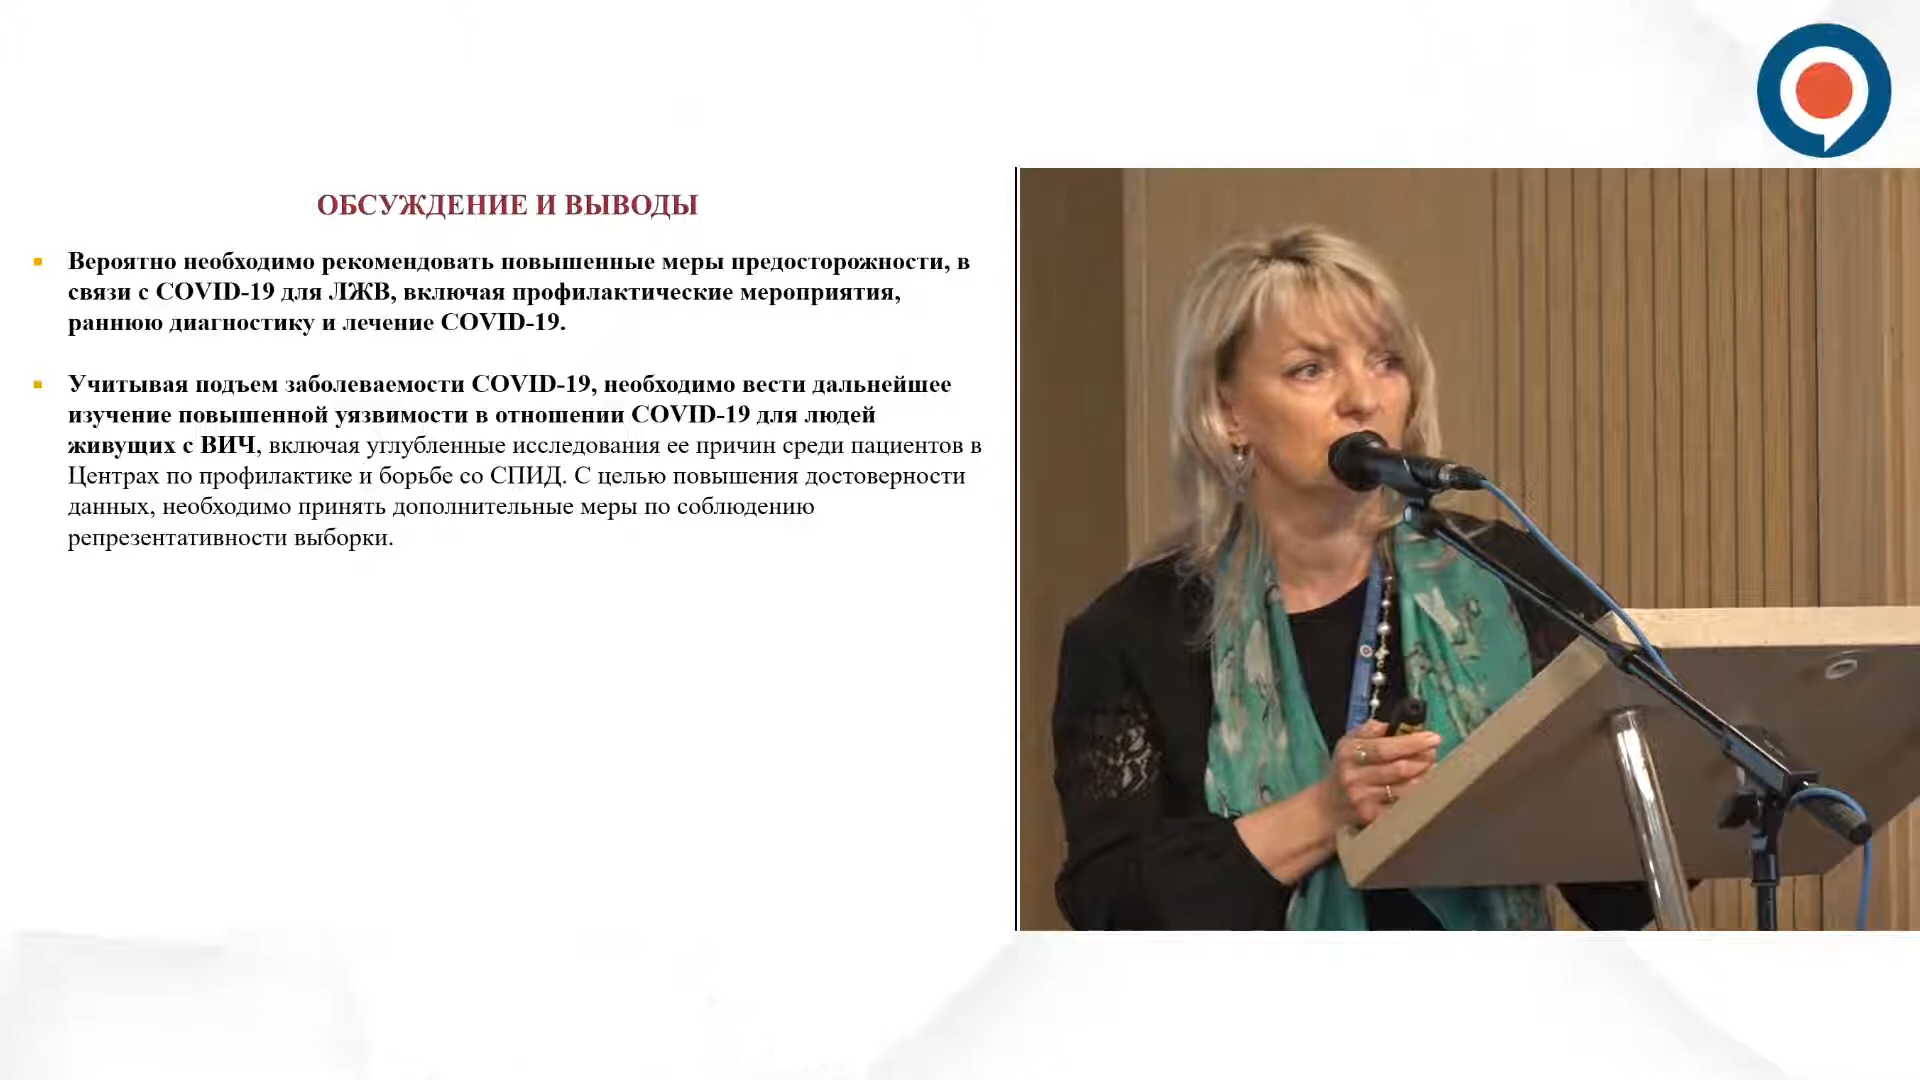 ОБСУЖДЕНИЕ И ВЫВОДЫ
Вероятно необходимо рекомендовать повышенные меры предосторожности, в
связи с COVID-19 для ЛЖВ, включая профилактические мероприятия,
раннюю диагностику и лечение COVID-19.
Учитывая подъем заболеваемости COVID-19, необходимо вести дальнейшее
изучение повышенной уязвимости в отношении COVID-19 для людей
живущих с ВИЧ, включая углубленные исследования ее причин среди пациентов в
Центрах по профилактике и борьбе со СПИД. С целью повышения достоверности
данных, необходимо принять дополнительные меры по соблюдению
репрезентативности выборки.